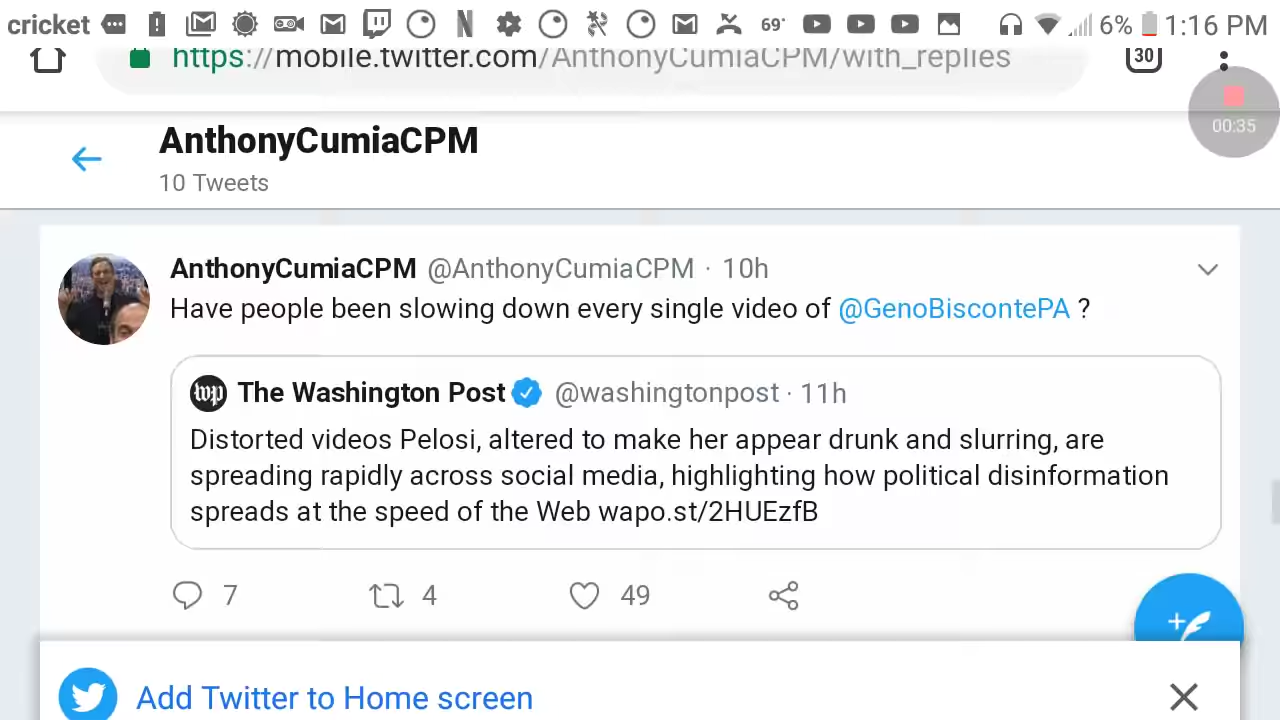 cricket 69° 6% 1:16 PM
https://mobile.twitter.com/AnthonyCumiaCPM/with_replies 30
00:35
AnthonyCumiaCPM
10 Tweets
AnthonyCumiaCPM @AnthonyCumiaCPM · 10h
Have people been slowing down every single video of @GenoBiscontePA ?
wp The Washington Post @washingtonpost · 11h
Distorted videos Pelosi, altered to make her appear drunk and slurring, are
spreading rapidly across social media, highlighting how political disinformation
spreads at the speed of the Web wapo.st/2HUEzfB
7 4 49
Add Twitter to Home screen